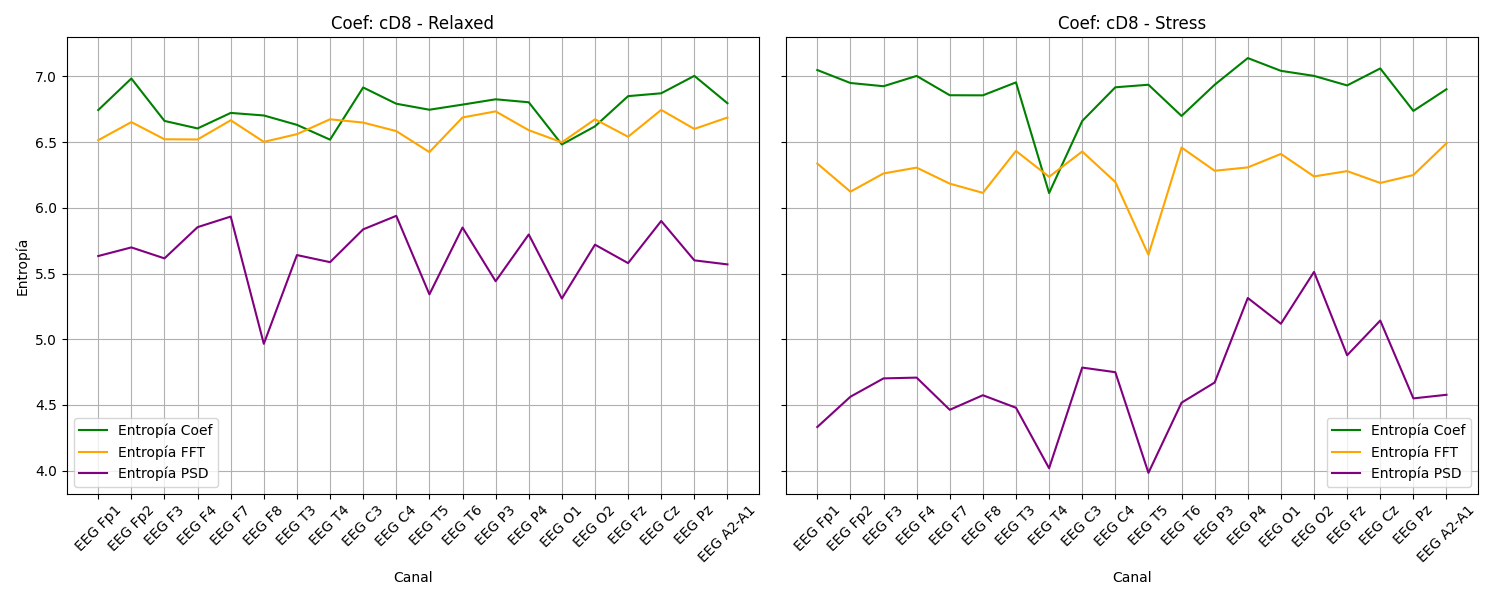 Coef: cD8 - Relaxed
Entropía
7.0
6.5
6.0
5.5
5.0
4.5
4.0
Entropía Coef
Entropía FFT
Entropía PSD
EEG Fp1
EEG Fp2
EEG F3
EEG F4
EEG F7
EEG F8
EEG T3
EEG T4
EEG C3
EEG C4
EEG T5
EEG T6
EEG P3
EEG P4
EEG O1
EEG O2
EEG Fz
EEG Cz
EEG Pz
EEG A2-A1
Canal
Coef: cD8 - Stress
Entropía Coef
Entropía FFT
Entropía PSD
EEG Fp1
EEG Fp2
EEG F3
EEG F4
EEG F7
EEG F8
EEG T3
EEG T4
EEG C3
EEG C4
EEG T5
EEG T6
EEG P3
EEG P4
EEG O1
EEG O2
EEG Fz
EEG Cz
EEG Pz
EEG A2-A1
Canal